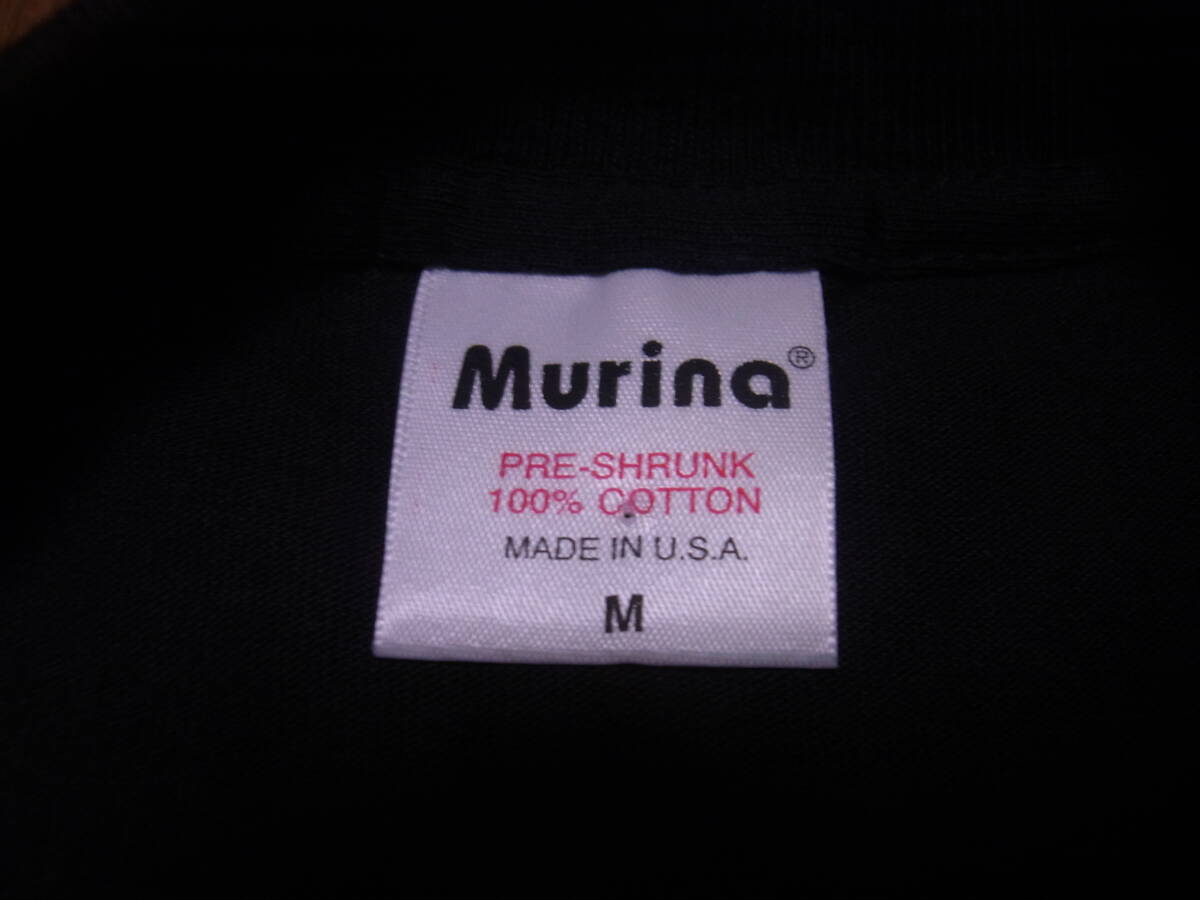 Murina®
PRE-SHRUNK
100% COTTON
MADE IN U.S.A.
M